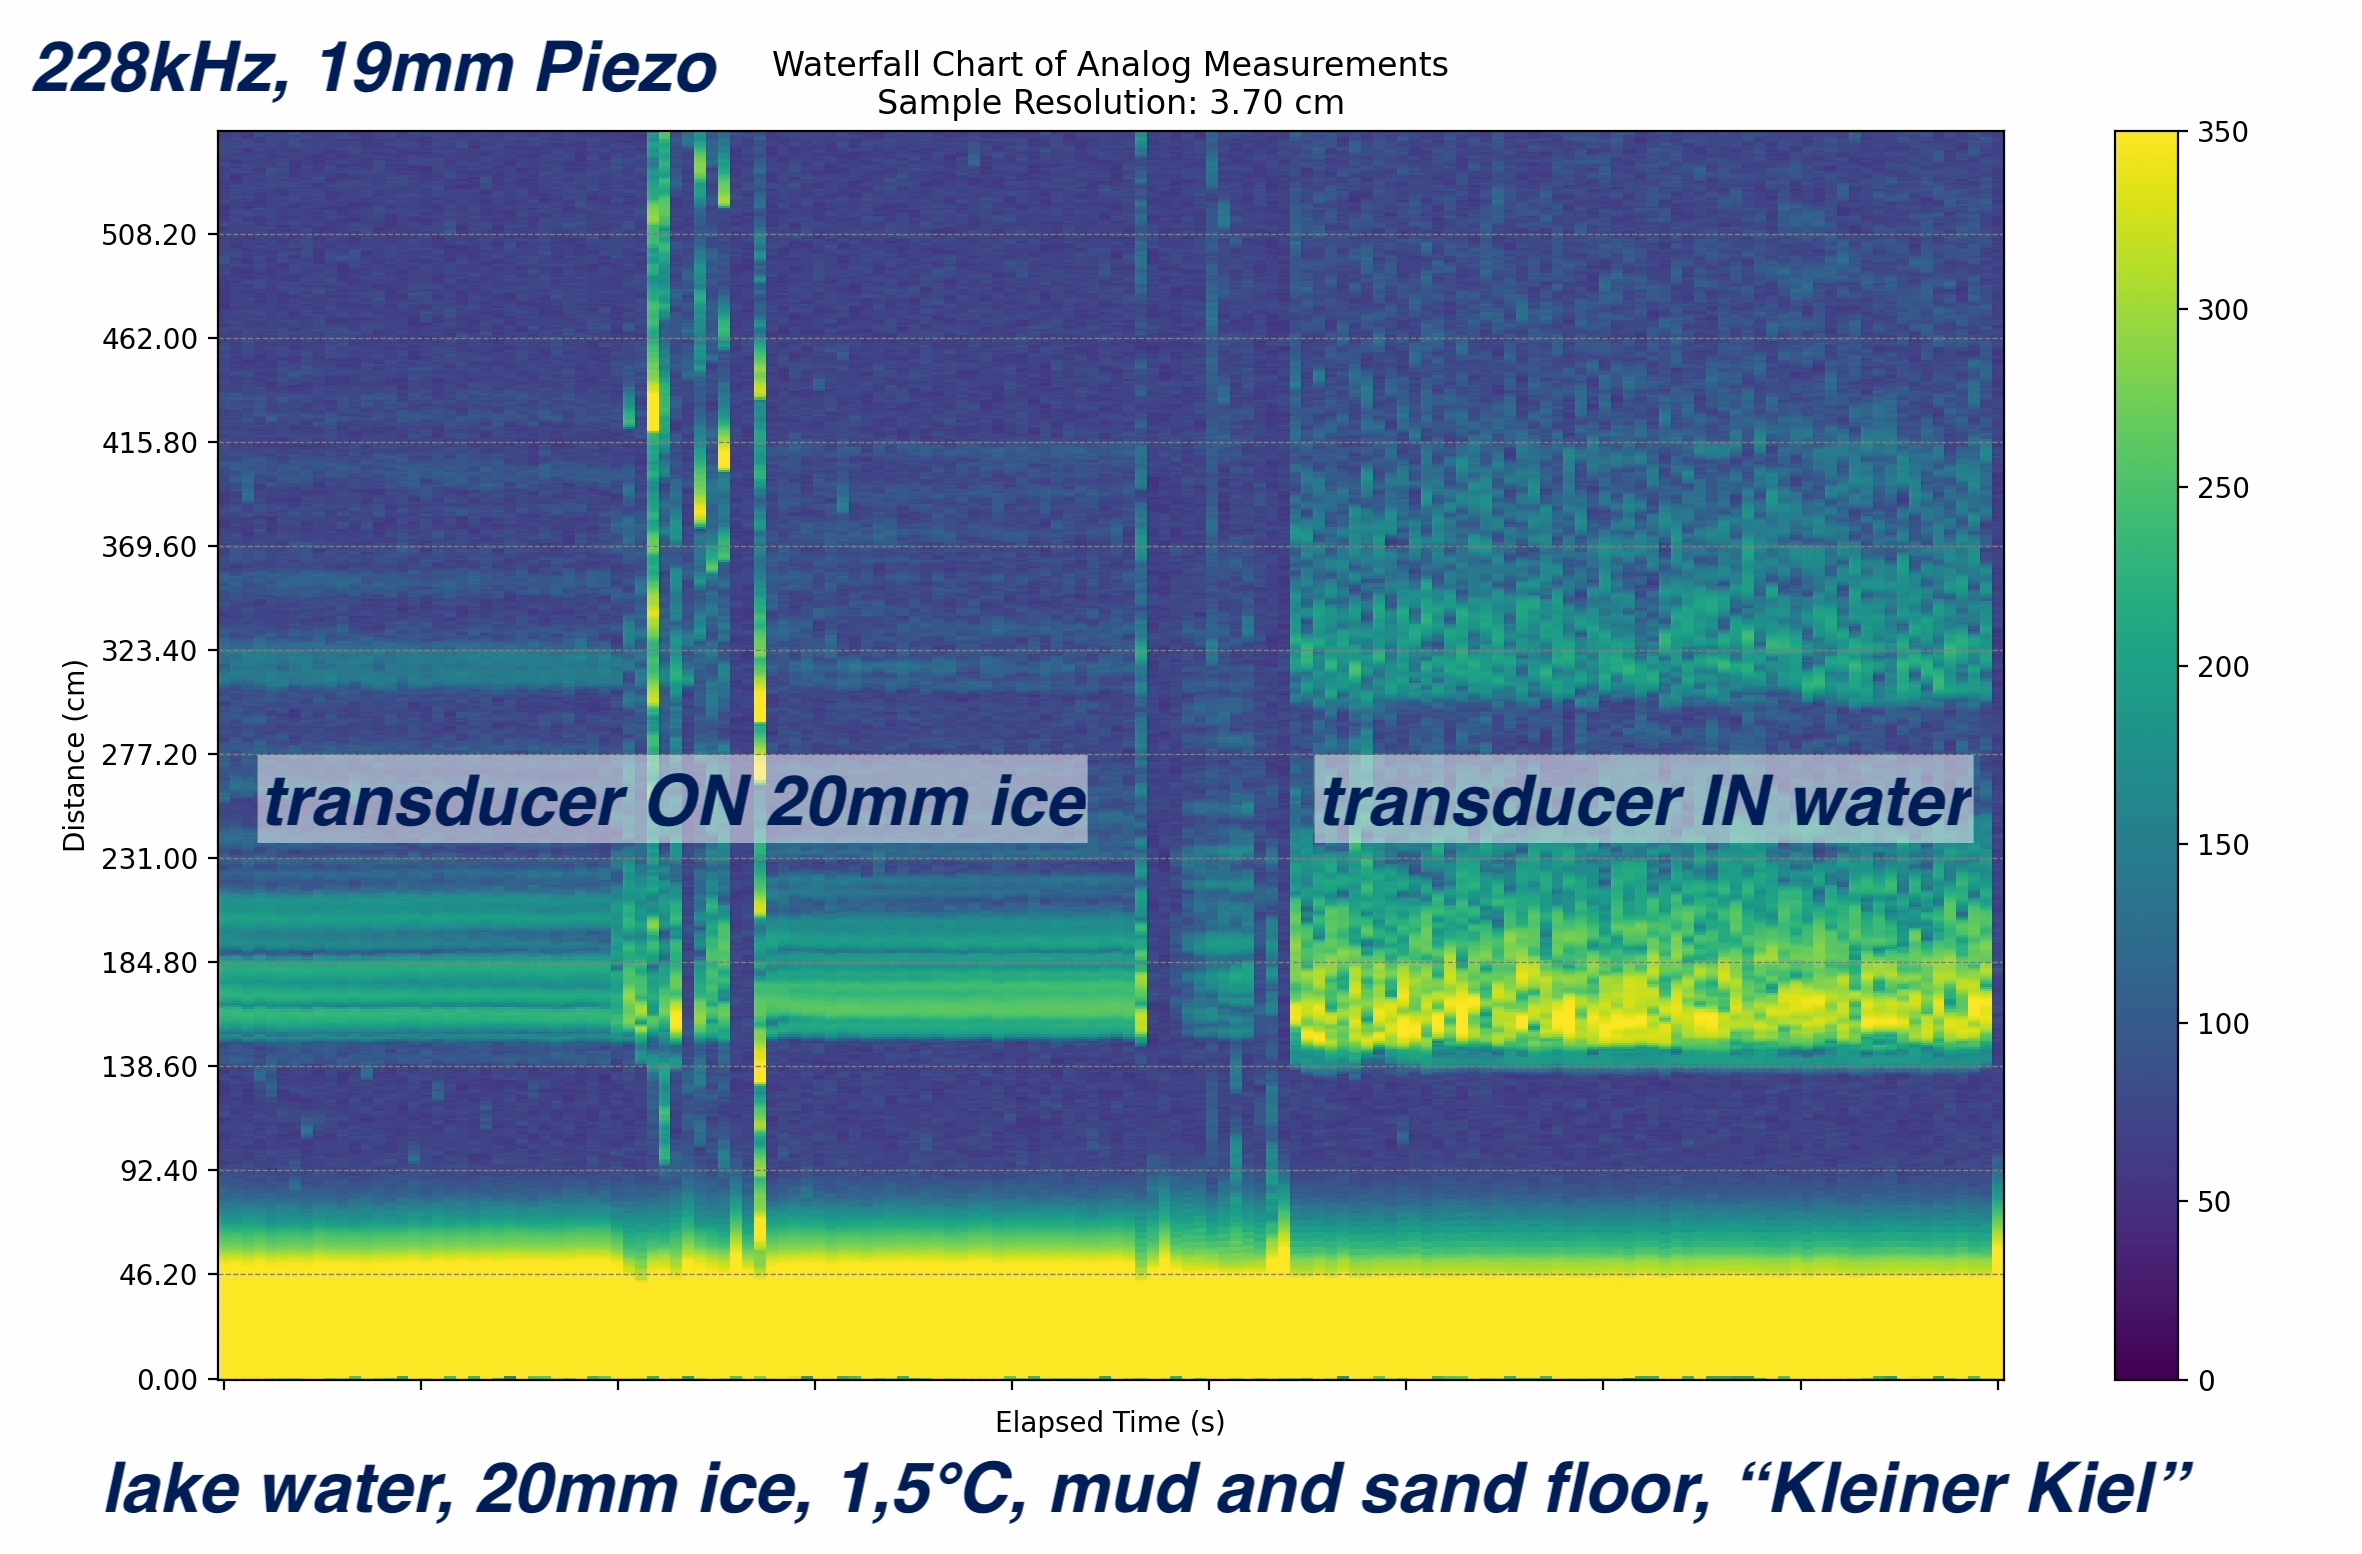 228kHz, 19mm Piezo
Waterfall Chart of Analog Measurements
Sample Resolution: 3.70 cm
Distance (cm)
508.20
462.00
415.80
369.60
323.40
277.20
231.00
184.80
138.60
92.40
46.20
0.00
transducer ON 20mm ice
transducer IN water
350
300
250
200
150
100
50
0
Elapsed Time (s)
lake water, 20mm ice, 1,5°C, mud and sand floor, “Kleiner Kiel”